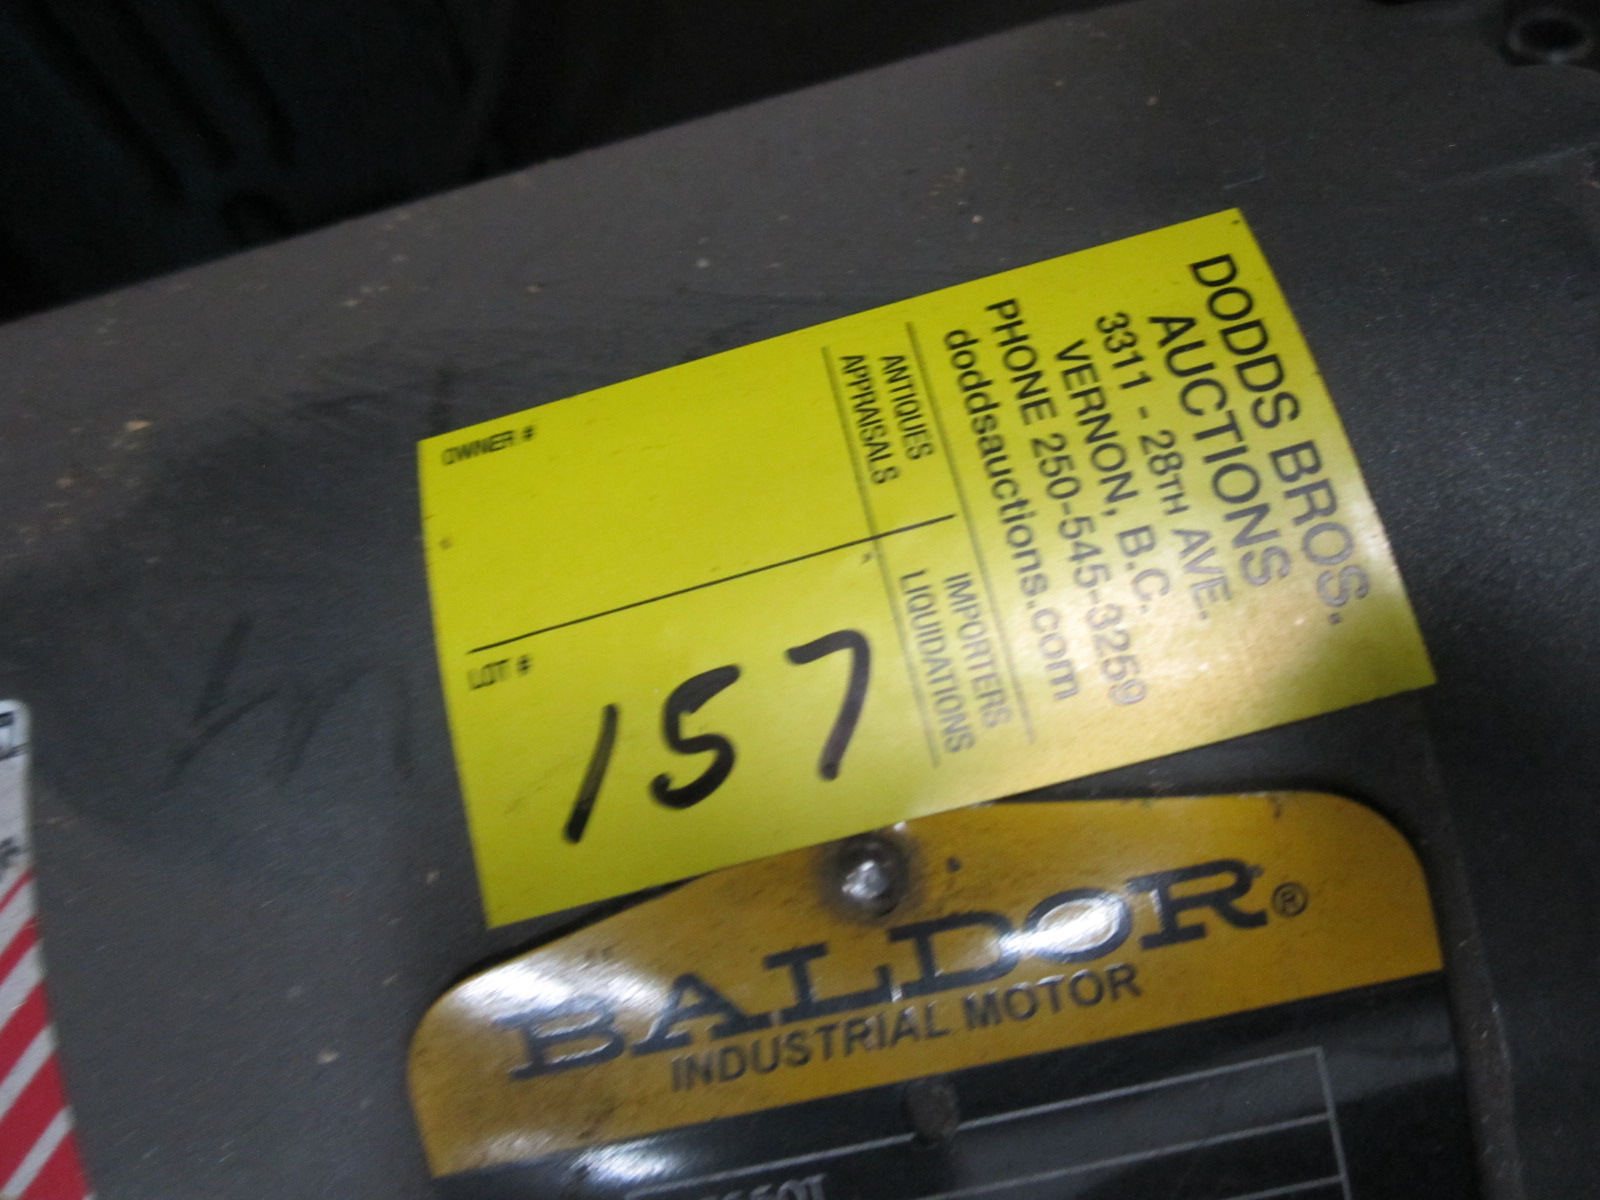 DODDS BROS.
AUCTIONS
3311 - 28TH AVE.
VERNON, B.C.
PHONE 250-545-3259
dodsauctions.com
ANTIQUES IMPORTERS
APPRAISALS LIQUIDATIONS
OWNER #
LOT #
157
BALDOR®
INDUSTRIAL MOTOR